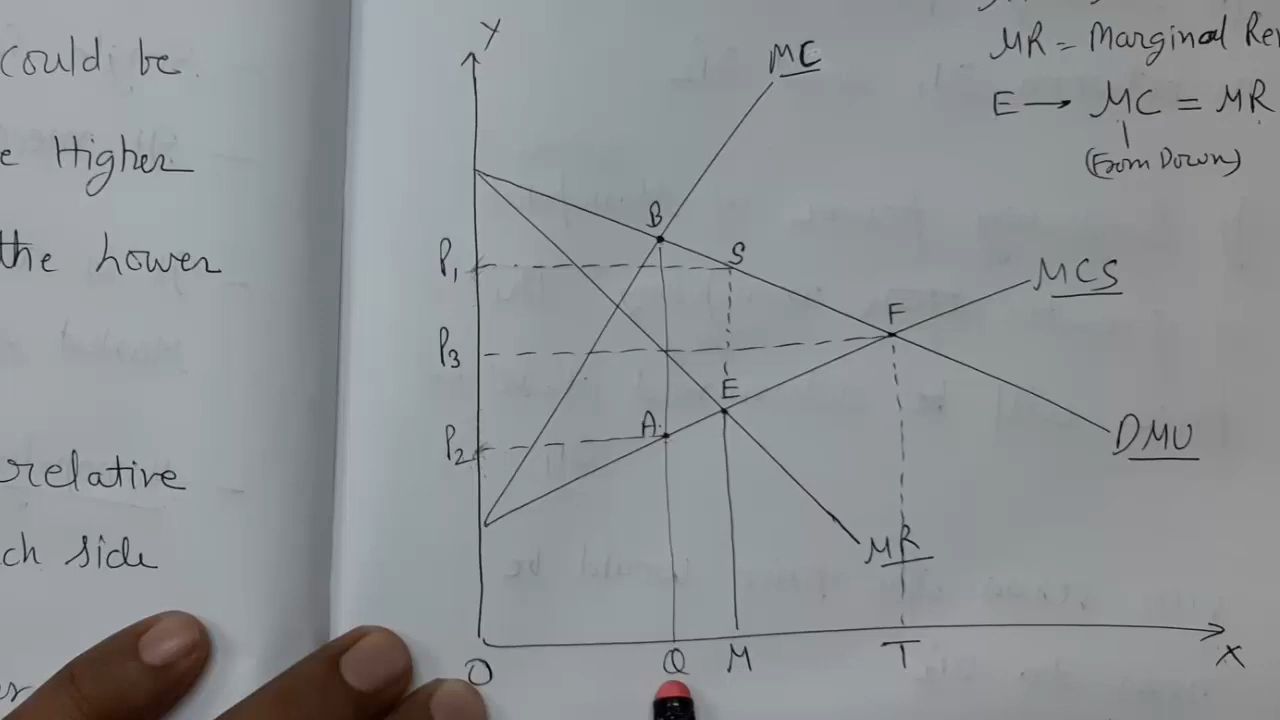 could be
e Higher
the Lower
relative
ch side
MR = Marginal Re
E → MC = MR
(From Down)
Y
MC
B
S
P1
MCS
F
P3
E
A
P2
DMU
MR
O
Q
M
T
X